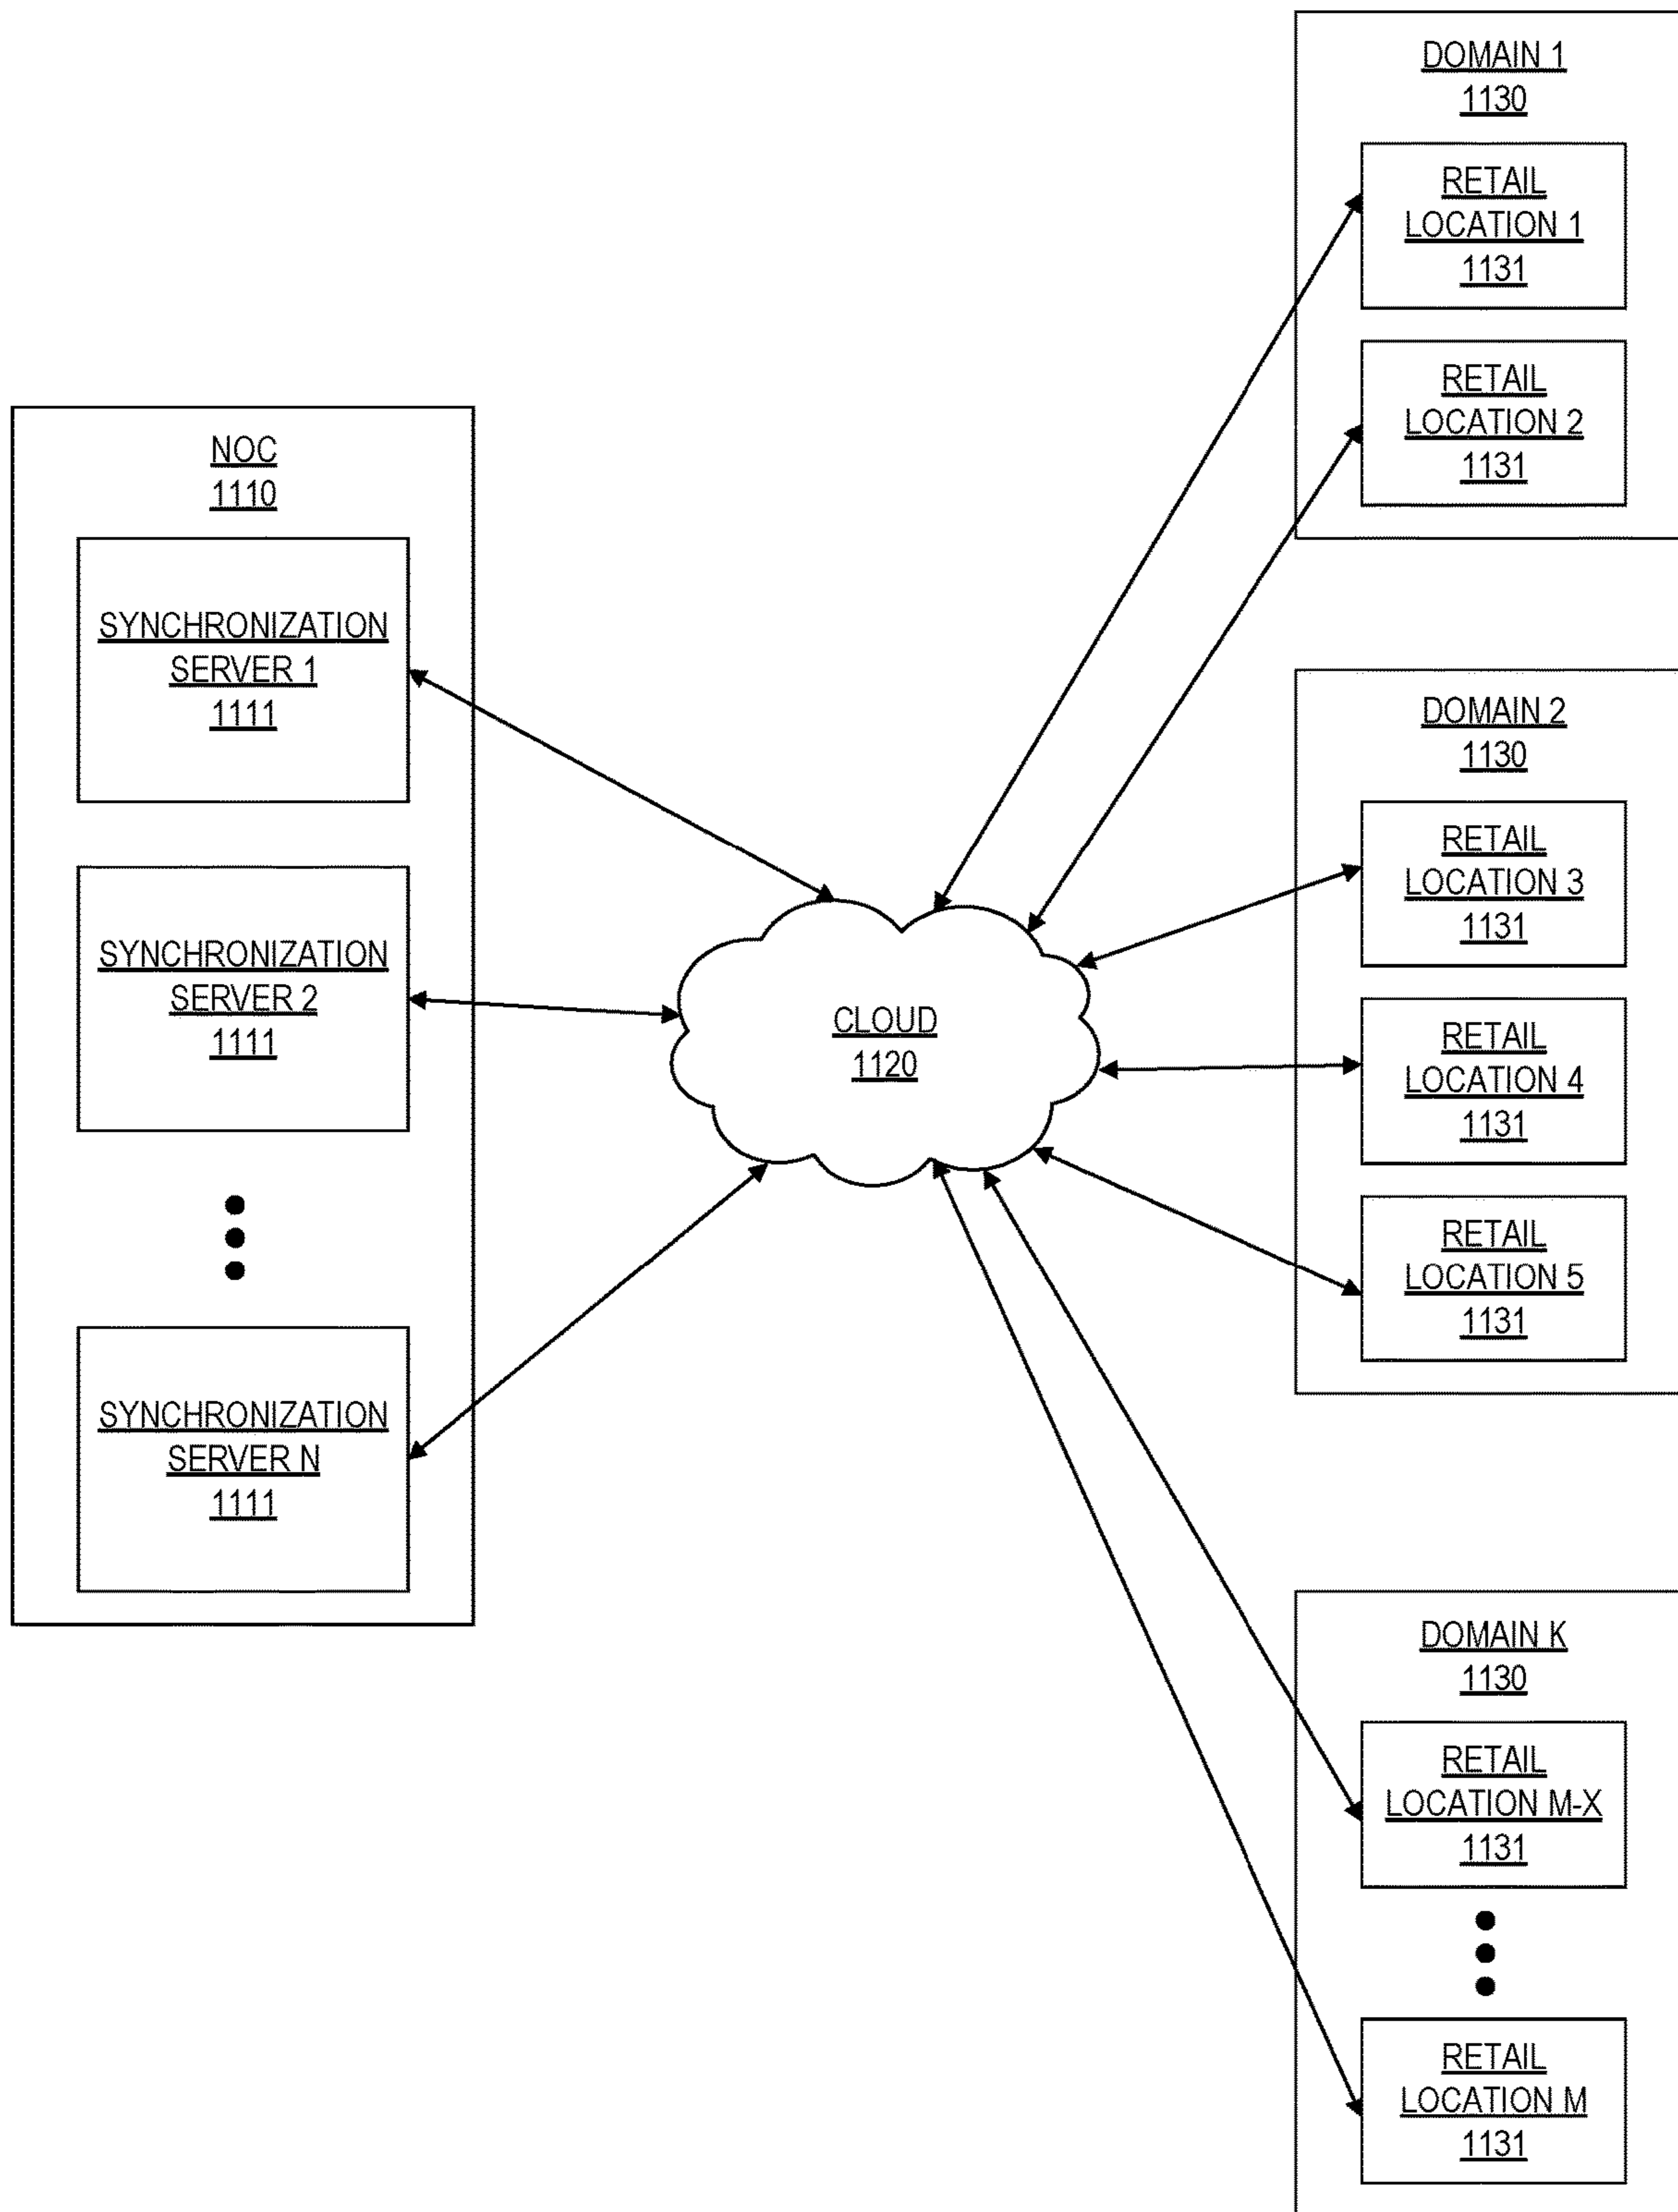 NOC
1110
SYNCHRONIZATION
SERVER 1
1111
SYNCHRONIZATION
SERVER 2
1111
SYNCHRONIZATION
SERVER N
1111
CLOUD
1120
DOMAIN 1
1130
RETAIL
LOCATION 1
1131
RETAIL
LOCATION 2
1131
DOMAIN 2
1130
RETAIL
LOCATION 3
1131
RETAIL
LOCATION 4
1131
RETAIL
LOCATION 5
1131
DOMAIN K
1130
RETAIL
LOCATION M-X
1131
RETAIL
LOCATION M
1131